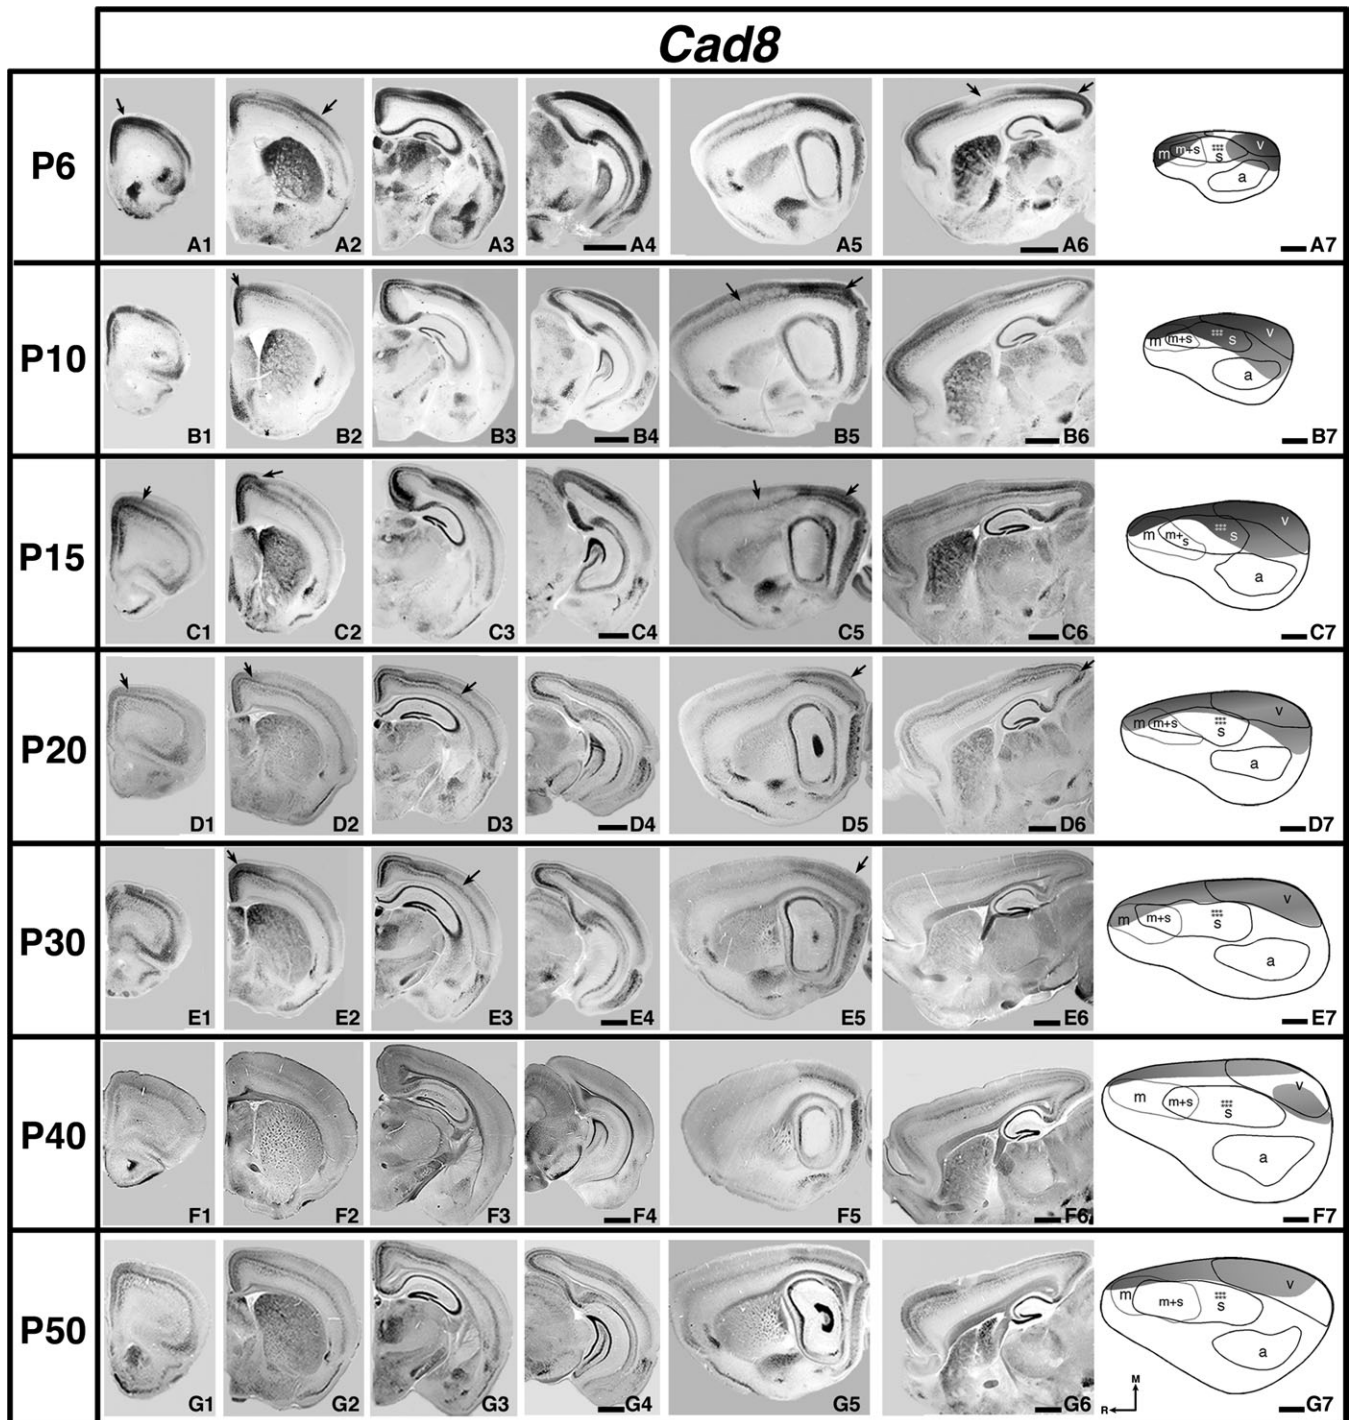 Cad8
P6
A1 A2 A3 A4 A5 A6 A7
m m+s s v a
P10
B1 B2 B3 B4 B5 B6 B7
m m+s s v a
P15
C1 C2 C3 C4 C5 C6 C7
m m+s s v a
P20
D1 D2 D3 D4 D5 D6 D7
m m+s s v a
P30
E1 E2 E3 E4 E5 E6 E7
m m+s s v a
P40
F1 F2 F3 F4 F5 F6 F7
m m+s s v a
P50
G1 G2 G3 G4 G5 G6 G7
m m+s s v a
M
R